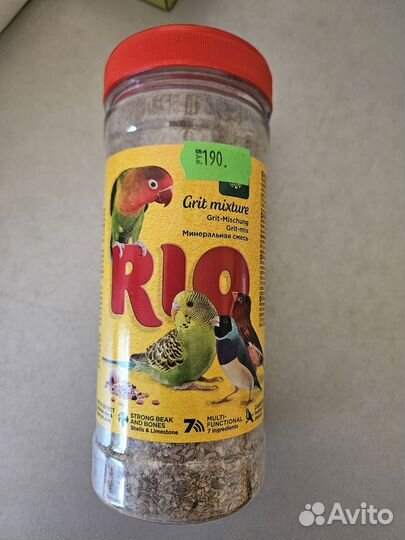 РУБ 190.
Grit mixture
Grit-Mischung
Grit-mix
Минеральная смесь
RIO
STRONG BEAK
AND BONES
Shells & Limestone
7
MULTI-
FUNCTIONAL
7 ingredients
Avito